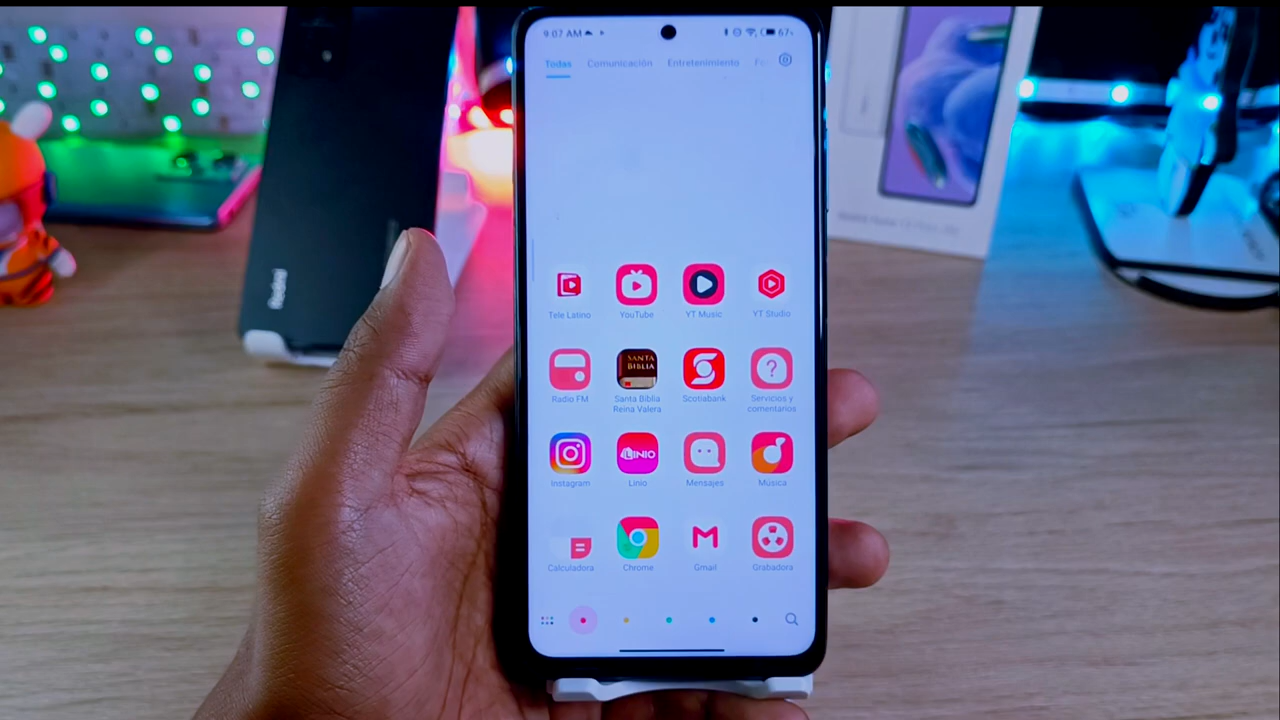 9:07 AM
67%
Todas Comunicación Entretenimiento
Tele Latino YouTube YT Music YT Studio
SANTA
BIBLIA
Radio FM Santa Biblia Scotiabank Servicios y
Reina Valera comentarios
LINIO
Instagram Linio Mensajes Música
Calculadora Chrome Gmail Grabadora
Redmi